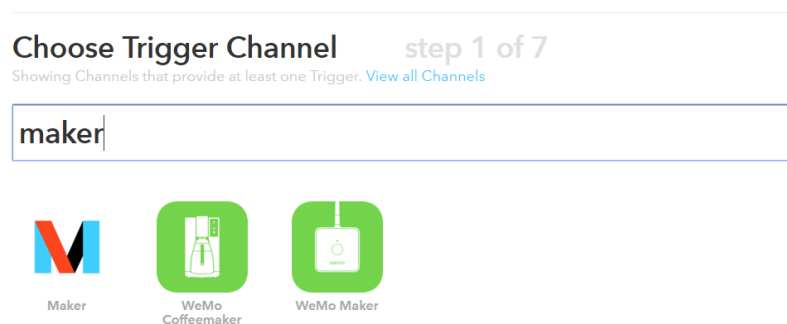 Choose Trigger Channel step 1 of 7
Showing Channels that provide at least one Trigger. View all Channels
maker
Maker WeMo Coffeemaker WeMo Maker
wemo